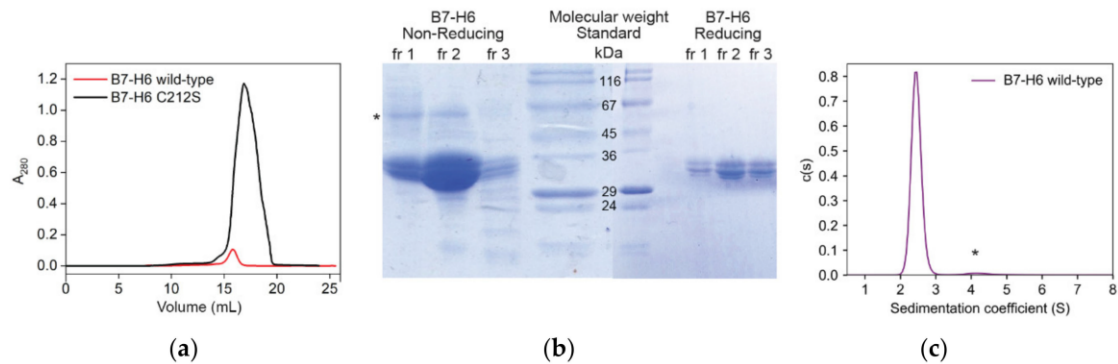 B7-H6 wild-type
B7-H6 C212S
1.2
1.0
0.8
0.6
0.4
0.2
0.0
A280
0 5 10 15 20 25
Volume (mL)
(a)
B7-H6 Molecular weight B7-H6
Non-Reducing Standard Reducing
fr 1 fr 2 fr 3 kDa fr 1 fr 2 fr 3
116
67
*
45
36
29
24
(b)
B7-H6 wild-type
0.8
0.7
0.6
0.5
0.4
0.3
0.2
0.1
0.0
c(s)
*
1 2 3 4 5 6 7 8
Sedimentation coefficient (S)
(c)